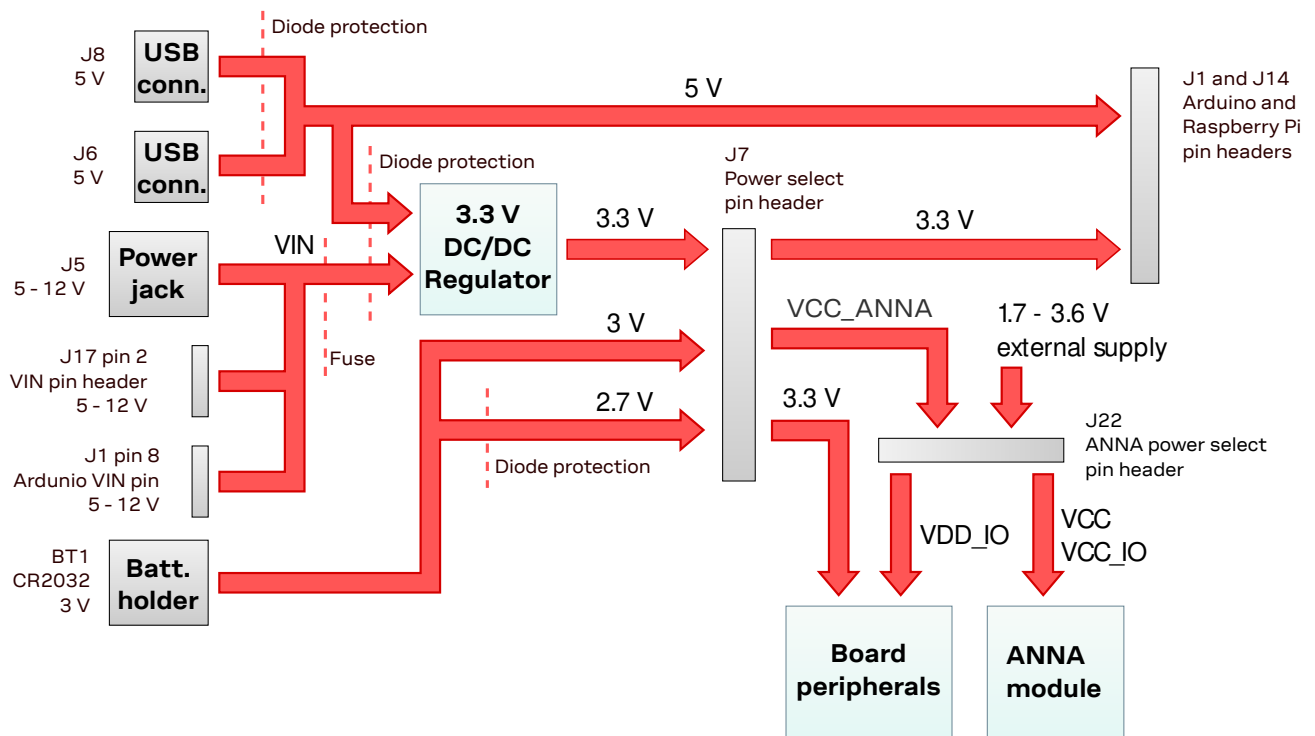 Diode protection
J8
5 V
USB
conn.
5 V
J1 and J14
Arduino and
Raspberry Pi
pin headers
J6
5 V
USB
conn.
Diode protection
J7
Power select
pin header
3.3 V
DC/DC
Regulator
3.3 V
3.3 V
J5
5 - 12 V
Power
jack
VIN
Fuse
J17 pin 2
VIN pin header
5 - 12 V
3 V
VCC_ANNA
1.7 - 3.6 V
external supply
2.7 V
3.3 V
J1 pin 8
Ardunio VIN pin
5 - 12 V
Diode protection
J22
ANNA power select
pin header
BT1
CR2032
3 V
Batt.
holder
VDD_IO
VCC
VCC_IO
Board
peripherals
ANNA
module